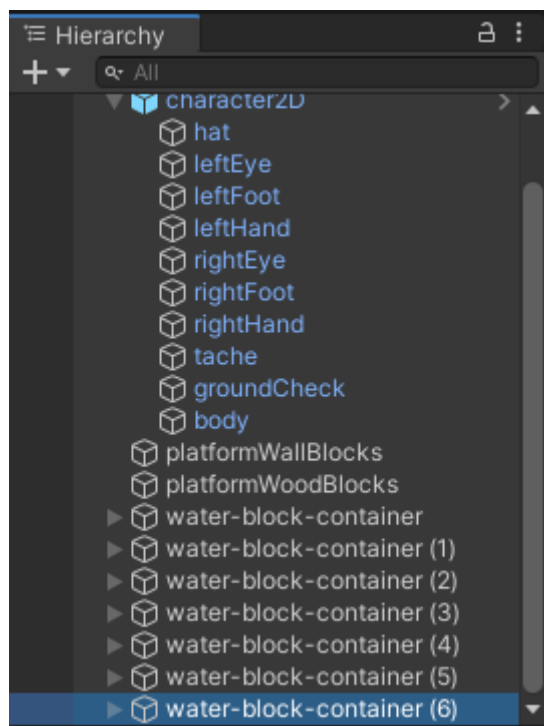 Hierarchy
All
character2D
hat
leftEye
leftFoot
leftHand
rightEye
rightFoot
rightHand
tache
groundCheck
body
platformWallBlocks
platformWoodBlocks
water-block-container
water-block-container (1)
water-block-container (2)
water-block-container (3)
water-block-container (4)
water-block-container (5)
water-block-container (6)